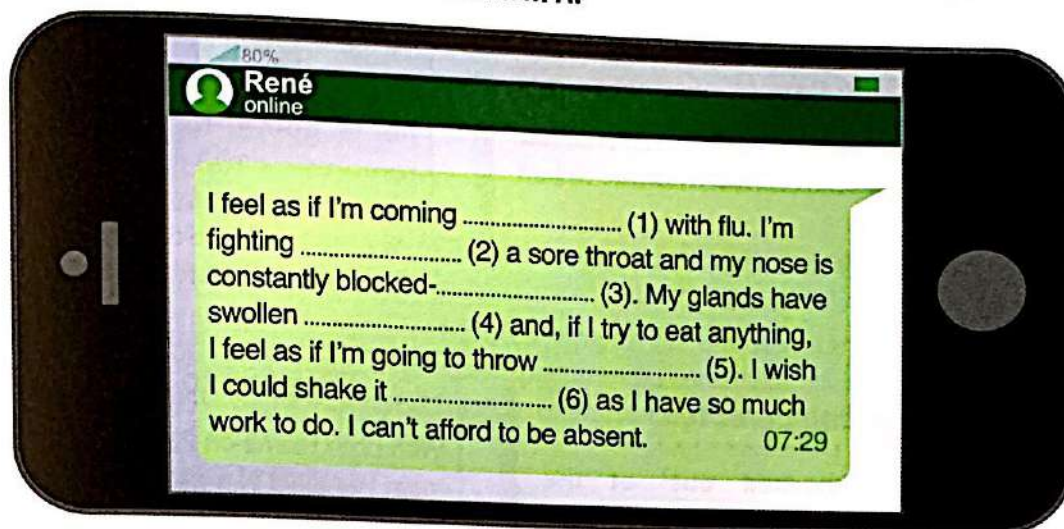 80%
René
online
I feel as if I'm coming ............................ (1) with flu. I'm
fighting ............................ (2) a sore throat and my nose is
constantly blocked-............................ (3). My glands have
swollen ............................ (4) and, if I try to eat anything,
I feel as if I'm going to throw ............................ (5). I wish
I could shake it ............................ (6) as I have so much
work to do. I can't afford to be absent. 07:29